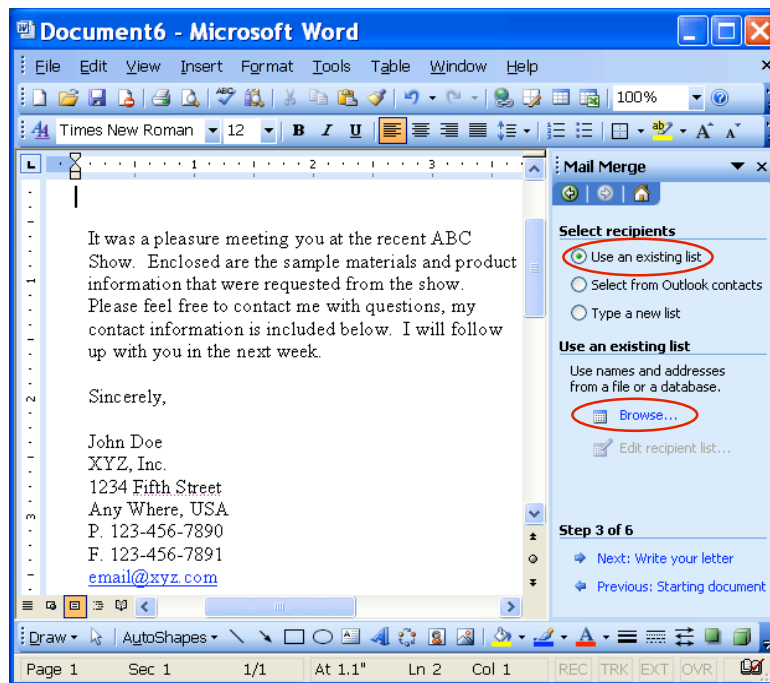 Document6 - Microsoft Word
File Edit View Insert Format Tools Table Window Help
100%
Times New Roman 12 B I U
1 2 3
Mail Merge
Select recipients
Use an existing list
Select from Outlook contacts
Type a new list
Use an existing list
Use names and addresses
from a file or a database.
Browse...
Edit recipient list...
Step 3 of 6
Next: Write your letter
Previous: Starting document
It was a pleasure meeting you at the recent ABC
Show. Enclosed are the sample materials and product
information that were requested from the show.
Please feel free to contact me with questions, my
contact information is included below. I will follow
up with you in the next week.
Sincerely,
John Doe
XYZ, Inc.
1234 Fifth Street
Any Where, USA
P. 123-456-7890
F. 123-456-7891
email@xyz.com
Draw AutoShapes
Page 1 Sec 1 1/1 At 1.1" Ln 2 Col 1 REC TRK EXT OVR